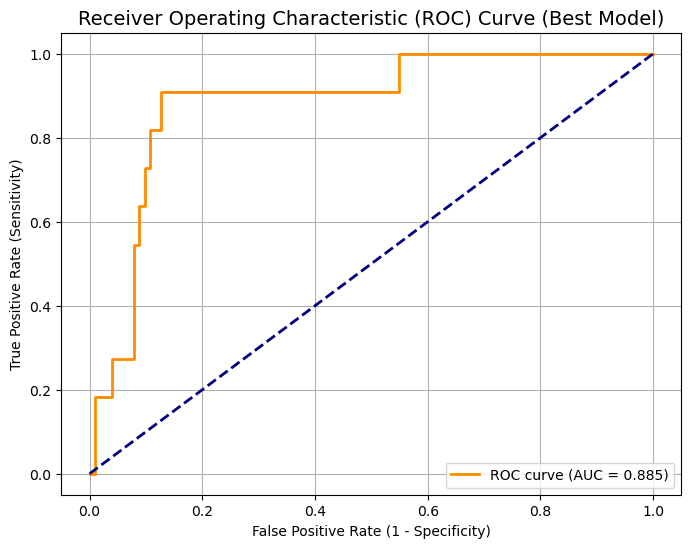 Receiver Operating Characteristic (ROC) Curve (Best Model)
True Positive Rate (Sensitivity)
1.0
0.8
0.6
0.4
0.2
0.0
ROC curve (AUC = 0.885)
0.0 0.2 0.4 0.6 0.8 1.0
False Positive Rate (1 - Specificity)